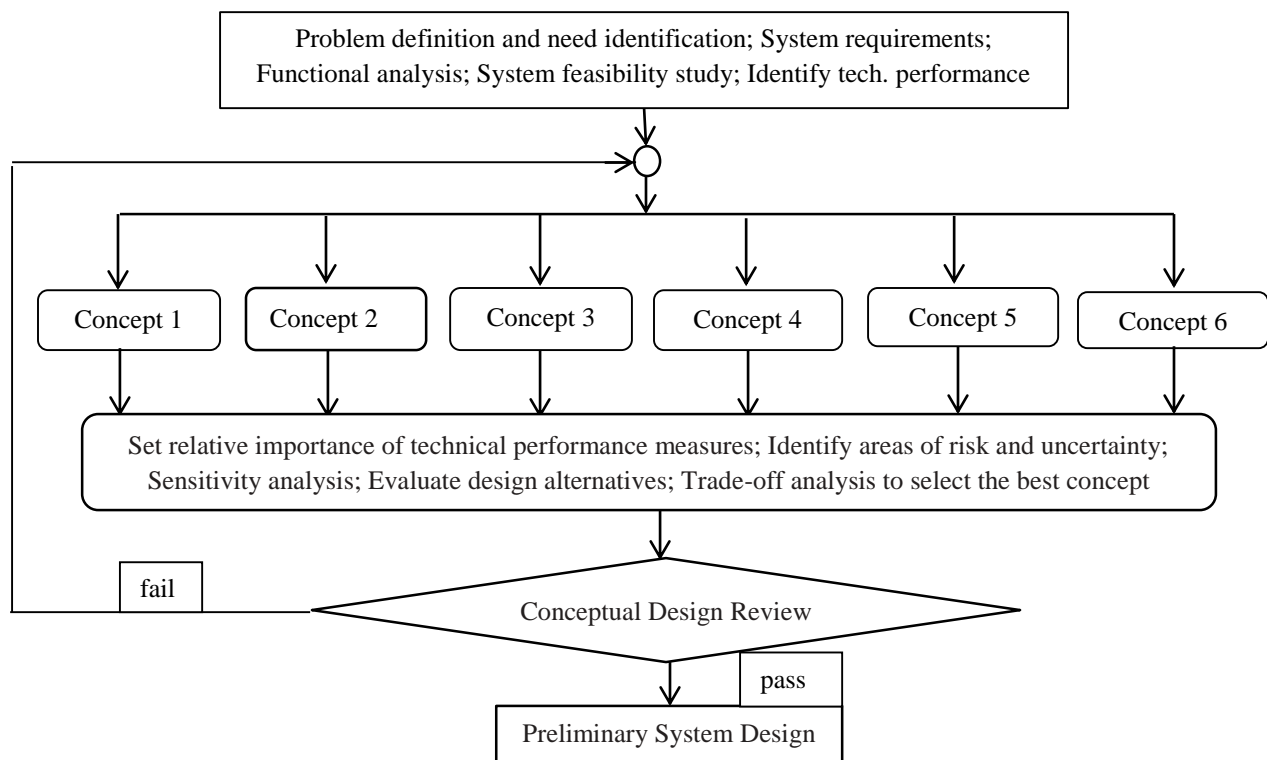 Problem definition and need identification; System requirements;
Functional analysis; System feasibility study; Identify tech. performance
Concept 1
Concept 2
Concept 3
Concept 4
Concept 5
Concept 6
Set relative importance of technical performance measures; Identify areas of risk and uncertainty;
Sensitivity analysis; Evaluate design alternatives; Trade-off analysis to select the best concept
fail
Conceptual Design Review
pass
Preliminary System Design